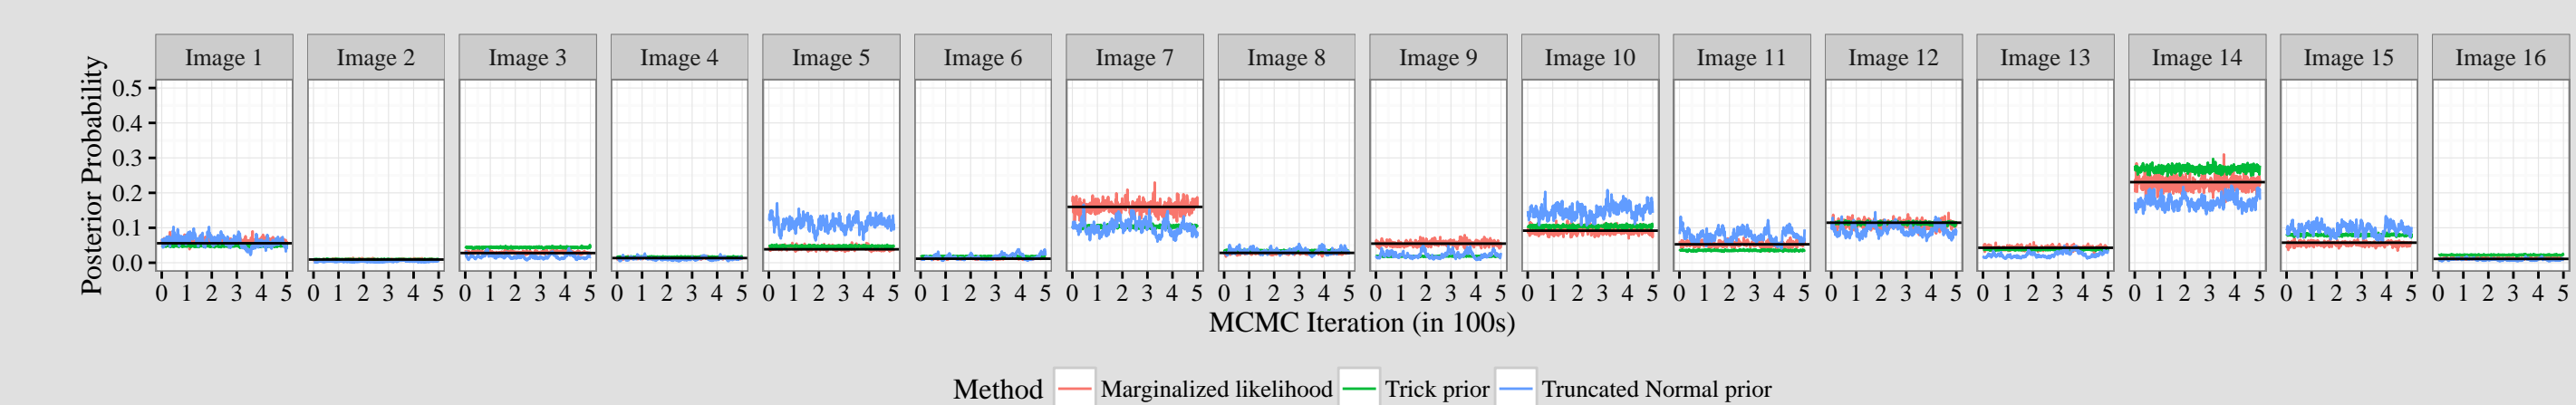 Image 1 Image 2 Image 3 Image 4 Image 5 Image 6 Image 7 Image 8 Image 9 Image 10 Image 11 Image 12 Image 13 Image 14 Image 15 Image 16
Posterior Probability
0.5
0.4
0.3
0.2
0.1
0.0
0 1 2 3 4 5 0 1 2 3 4 5 0 1 2 3 4 5 0 1 2 3 4 5 0 1 2 3 4 5 0 1 2 3 4 5 0 1 2 3 4 5 0 1 2 3 4 5 0 1 2 3 4 5 0 1 2 3 4 5 0 1 2 3 4 5 0 1 2 3 4 5 0 1 2 3 4 5 0 1 2 3 4 5 0 1 2 3 4 5 0 1 2 3 4 5
MCMC Iteration (in 100s)
Method Marginalized likelihood Trick prior Truncated Normal prior